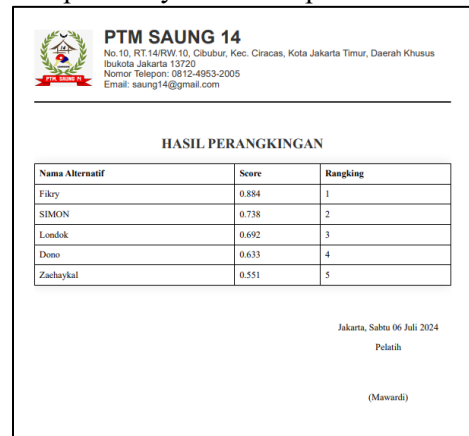 PTM SAUNG 14
No.10, RT.14/RW.10, Cibubur, Kec. Ciracas, Kota Jakarta Timur, Daerah Khusus
Ibukota Jakarta 13720
Nomor Telepon: 0812-4953-2005
Email: saung14@gmail.com
PTM. SAUNG 14
HASIL PERANGKINGAN
Nama Alternatif Score Rangking
Fikry 0.884 1
SIMON 0.738 2
Londok 0.692 3
Dono 0.633 4
Zaehaykal 0.551 5
Jakarta, Sabtu 06 Juli 2024
Pelatih
(Mawardi)